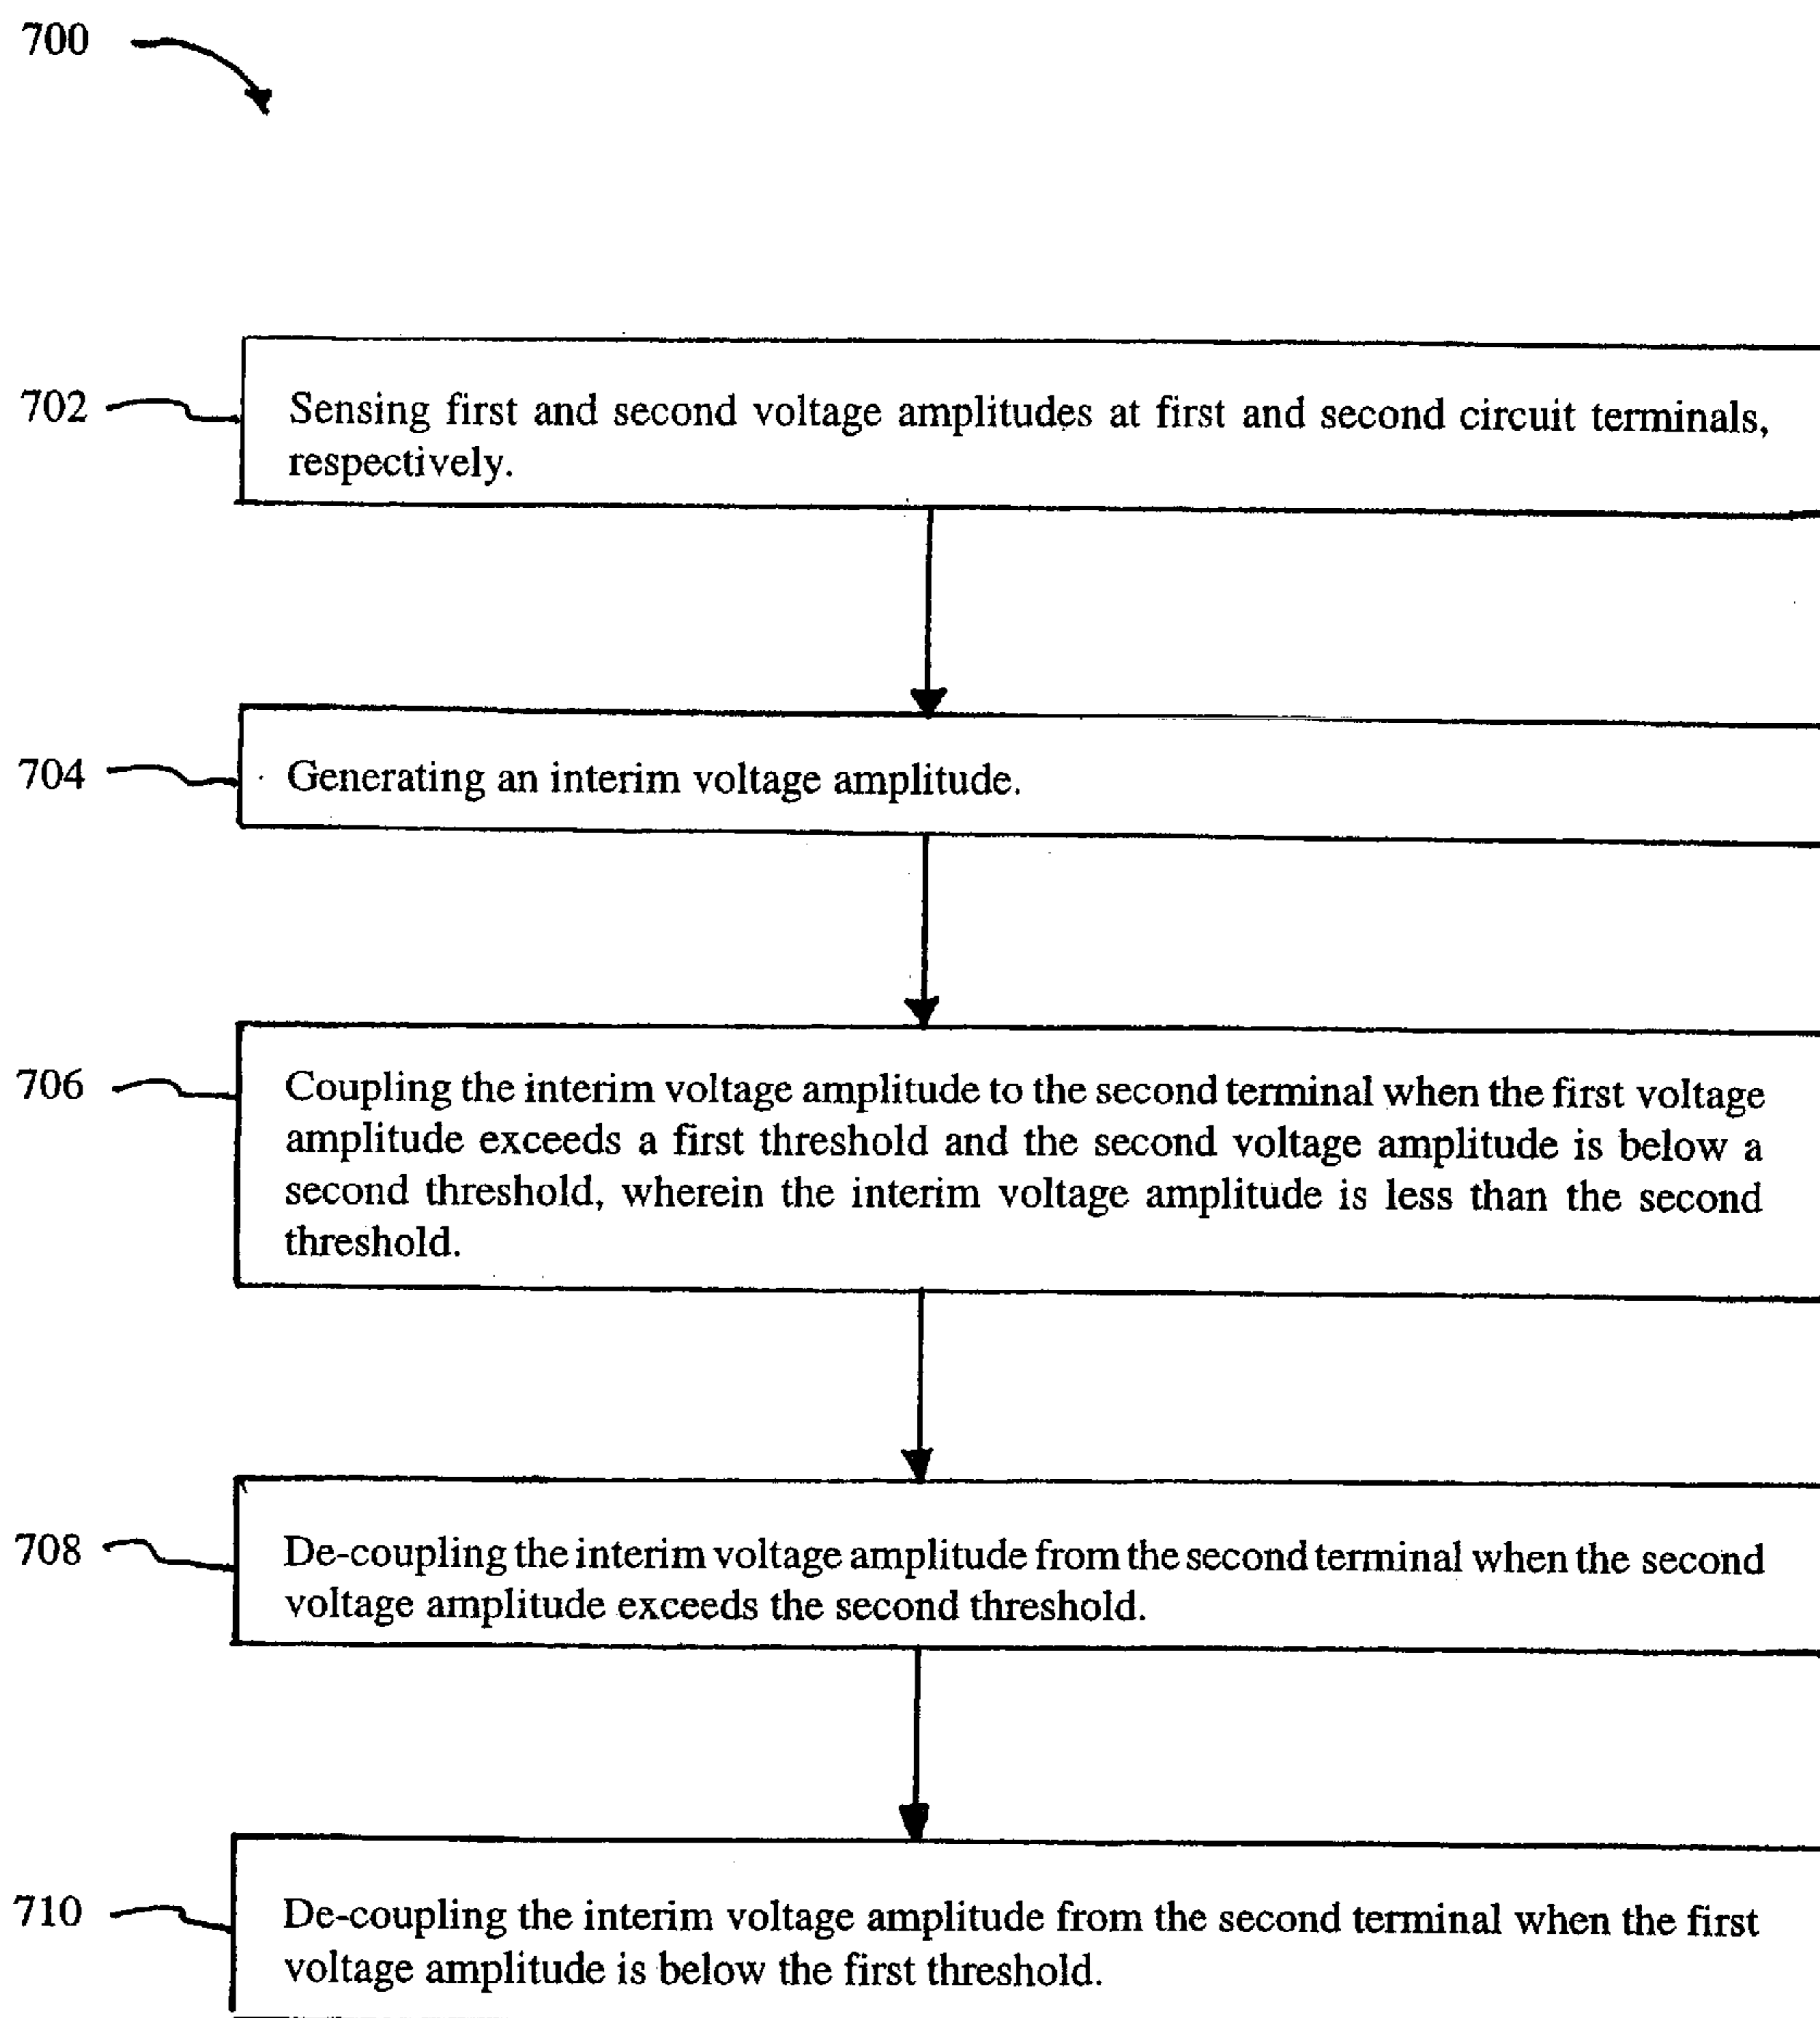 700
702
Sensing first and second voltage amplitudes at first and second circuit terminals,
respectively.
704
Generating an interim voltage amplitude.
706
Coupling the interim voltage amplitude to the second terminal when the first voltage
amplitude exceeds a first threshold and the second voltage amplitude is below a
second threshold, wherein the interim voltage amplitude is less than the second
threshold.
708
De-coupling the interim voltage amplitude from the second terminal when the second
voltage amplitude exceeds the second threshold.
710
De-coupling the interim voltage amplitude from the second terminal when the first
voltage amplitude is below the first threshold.